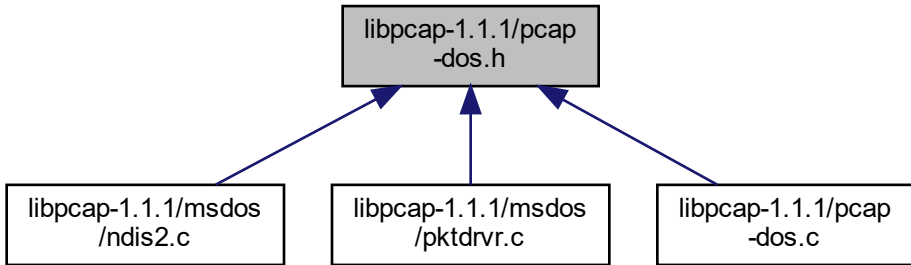 libpcap-1.1.1/pcap
-dos.h
libpcap-1.1.1/msdos
/ndis2.c
libpcap-1.1.1/msdos
/pktdrvr.c
libpcap-1.1.1/pcap
-dos.c